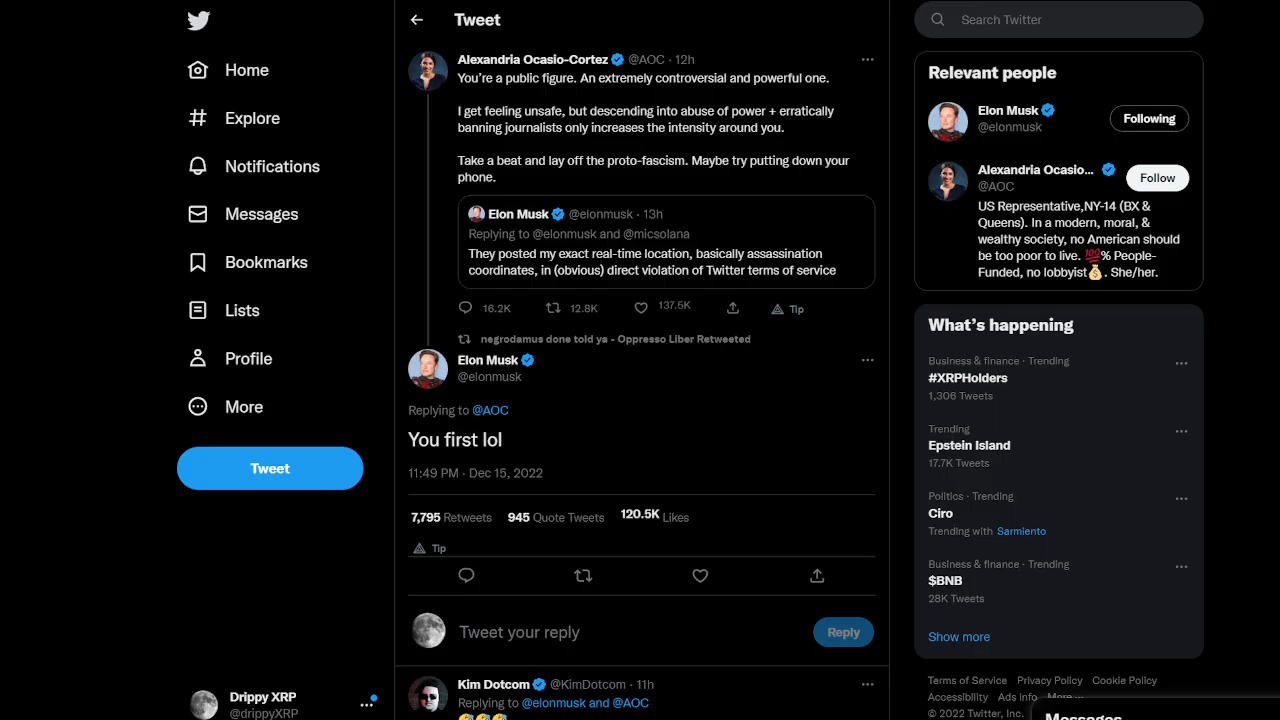 Home
Explore
Notifications
Messages
Bookmarks
Lists
Profile
More
Tweet
Drippy XRP
@drippyXRP
Tweet
Alexandria Ocasio-Cortez @AOC · 12h
You're a public figure. An extremely controversial and powerful one.
I get feeling unsafe, but descending into abuse of power + erratically
banning journalists only increases the intensity around you.
Take a beat and lay off the proto-fascism. Maybe try putting down your
phone.
Elon Musk @elonmusk · 13h
Replying to @elonmusk and @micsolana
They posted my exact real-time location, basically assassination
coordinates, in (obvious) direct violation of Twitter terms of service
16.2K 12.8K 137.5K Tip
negrodamus done told ya - Oppresso Liber Retweeted
Elon Musk
@elonmusk
Replying to @AOC
You first lol
11:49 PM · Dec 15, 2022
7,795 Retweets 945 Quote Tweets 120.5K Likes
Tip
Tweet your reply
Reply
Kim Dotcom @KimDotcom · 11h
Replying to @elonmusk and @AOC
🤣🤣🤣
Search Twitter
Relevant people
Elon Musk
@elonmusk
Following
Alexandria Ocasio...
@AOC
Follow
US Representative,NY-14 (BX &
Queens). In a modern, moral, &
wealthy society, no American should
be too poor to live. 💯% People-
Funded, no lobbyist💰. She/her.
What's happening
Business & finance · Trending
#XRPHolders
1,306 Tweets
Trending
Epstein Island
17.7K Tweets
Politics · Trending
Ciro
Trending with Sarmiento
Business & finance · Trending
$BNB
28K Tweets
Show more
Terms of Service Privacy Policy Cookie Policy
Accessibility Ads info More ...
© 2022 Twitter, Inc.
Messages